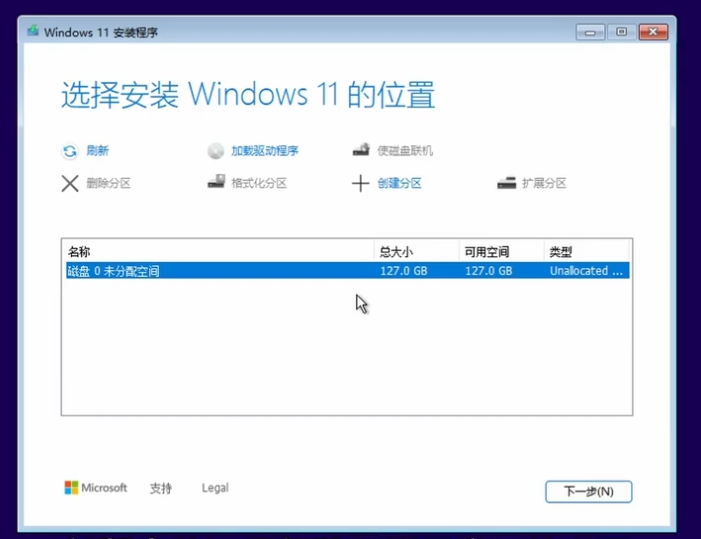 Windows 11 安装程序
选择安装 Windows 11 的位置
刷新 加载驱动程序 使磁盘联机
删除分区 格式化分区 创建分区 扩展分区
名称 总大小 可用空间 类型
磁盘 0 未分配空间 127.0 GB 127.0 GB Unallocated ...
Microsoft 支持 Legal 下一步(N)